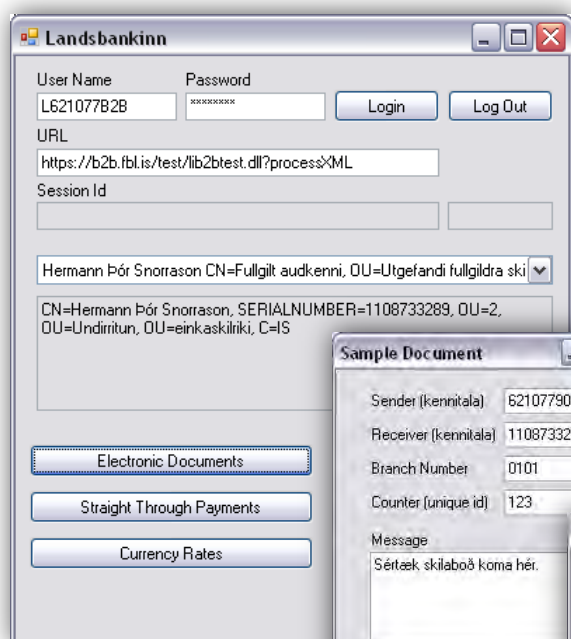 Landsbankinn
User Name Password
L621077B2B ******** Login Log Out
URL
https://b2b.fbl.is/test/lib2btest.dll?processXML
Session Id
Hermann Þór Snorrason CN=Fullgilt audkenni, OU=Utgefandi fullgildra ski
CN=Hermann Þór Snorrason, SERIALNUMBER=1108733289, OU=2,
OU=Undirritun, OU=einkaskilriki, C=IS
Electronic Documents
Straight Through Payments
Currency Rates
Sample Document
Sender (kennitala) 62107790
Receiver (kennitala) 11087332
Branch Number 0101
Counter (unique id) 123
Message
Sértæk skilaboð koma hér.